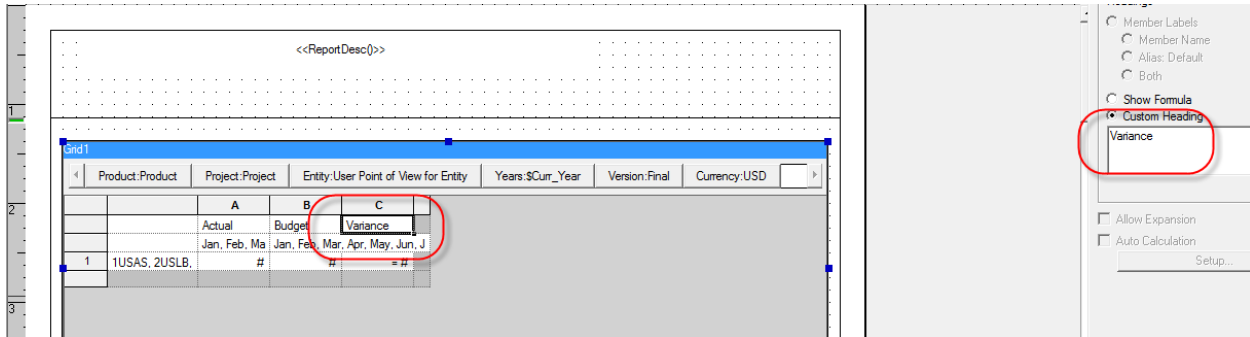 Headings
Member Labels
Member Name
Alias: Default
Both
Show Formula
Custom Heading
Variance
Allow Expansion
Auto Calculation
Setup...
<<ReportDesc()>>
1
2
3
Grid1
Product:Product Project:Project Entity:User Point of View for Entity Years:$Curr_Year Version:Final Currency:USD
A B C
Actual Budget Variance
Jan, Feb, Ma Jan, Feb, Mar, Apr, May, Jun, J
1 1USAS, 2USLB, # # = #